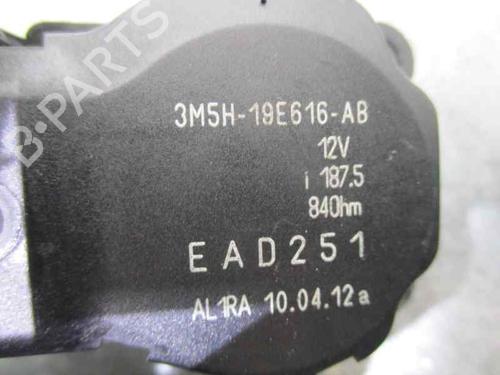 B-PARTS
3M5H-19E616-AB
12V
i 187.5
84Ohm
EAD251
AL1RA 10.04.12a